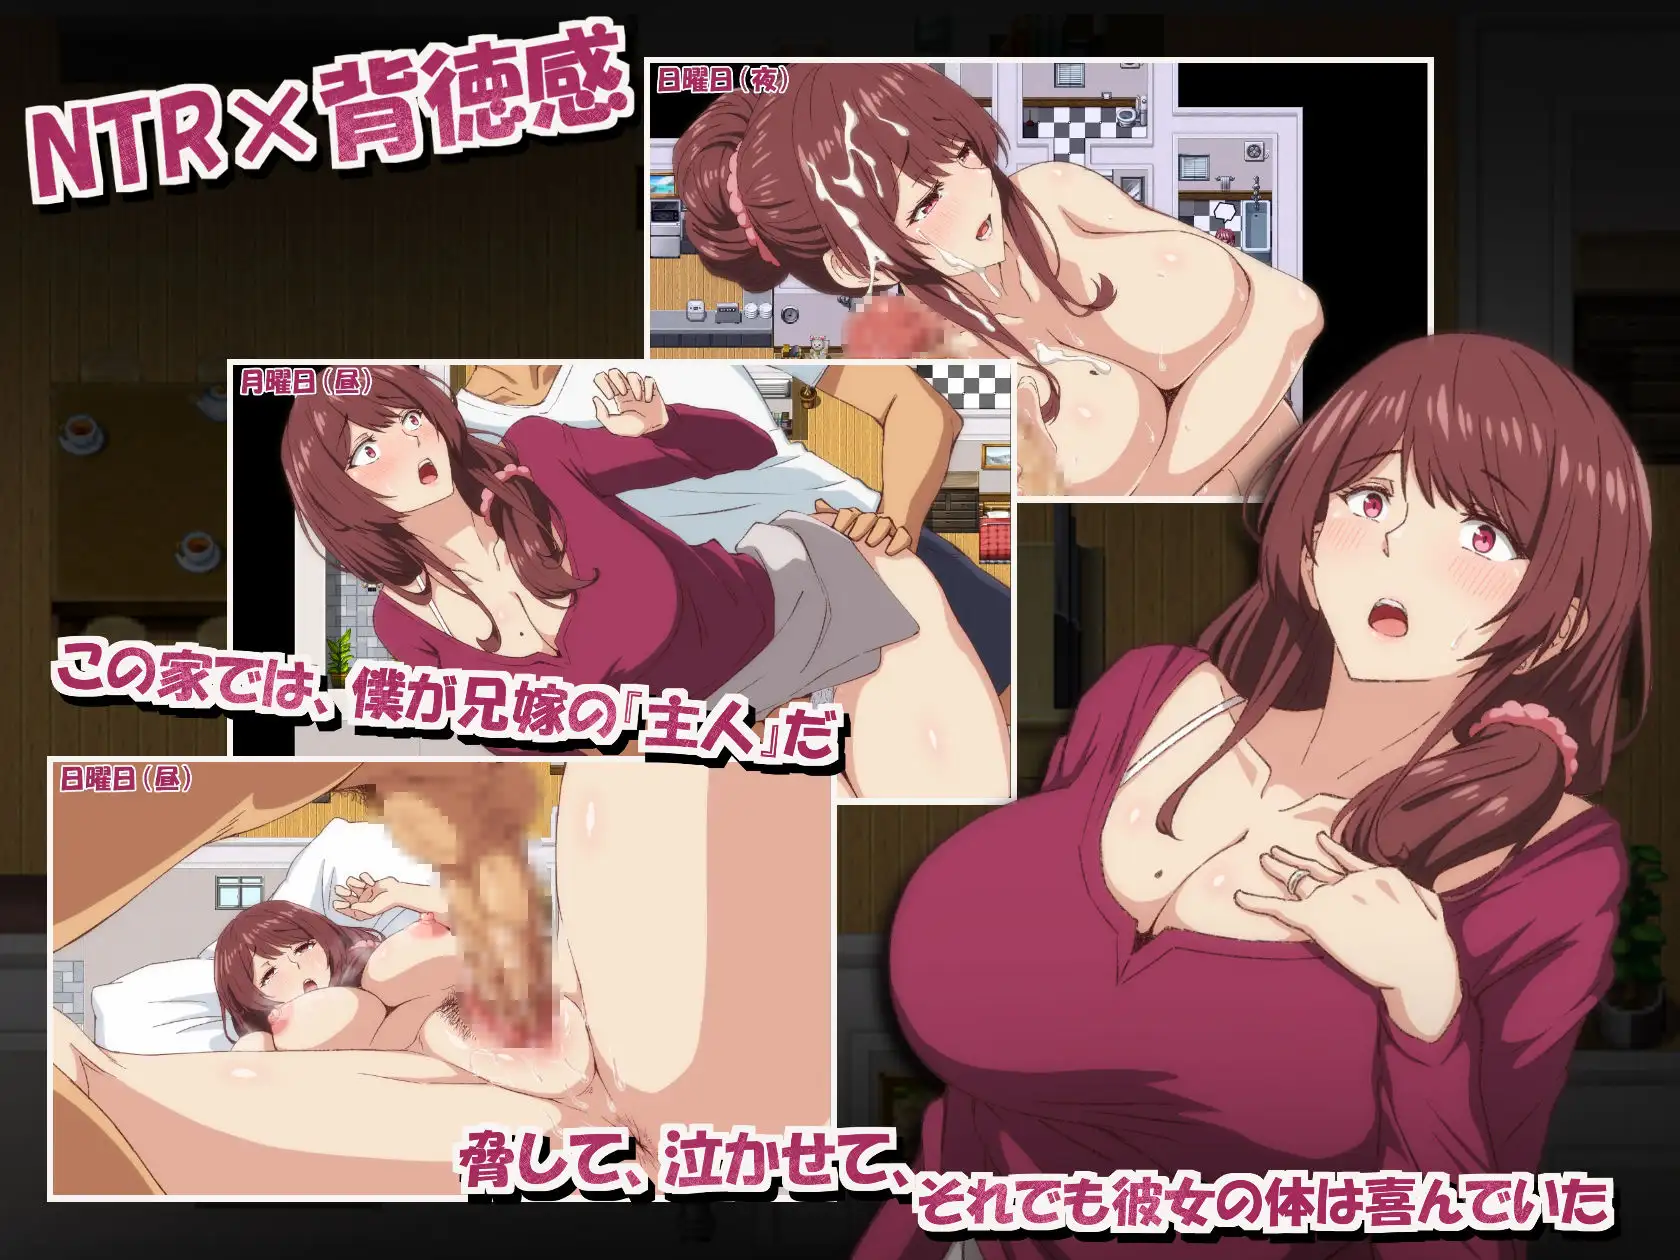 NTR×背徳感
日曜日(夜)
月曜日(昼)
この家では、僕が兄嫁の『主人』だ
日曜日(昼)
脅して、泣かせて、
それでも彼女の体は喜んでいた